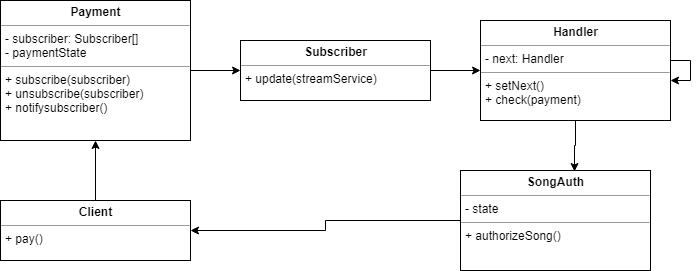 Payment
- subscriber: Subscriber[]
- paymentState
+ subscribe(subscriber)
+ unsubscribe(subscriber)
+ notifysubscriber()
Subscriber
+ update(streamService)
Handler
- next: Handler
+ setNext()
+ check(payment)
Client
+ pay()
SongAuth
- state
+ authorizeSong()